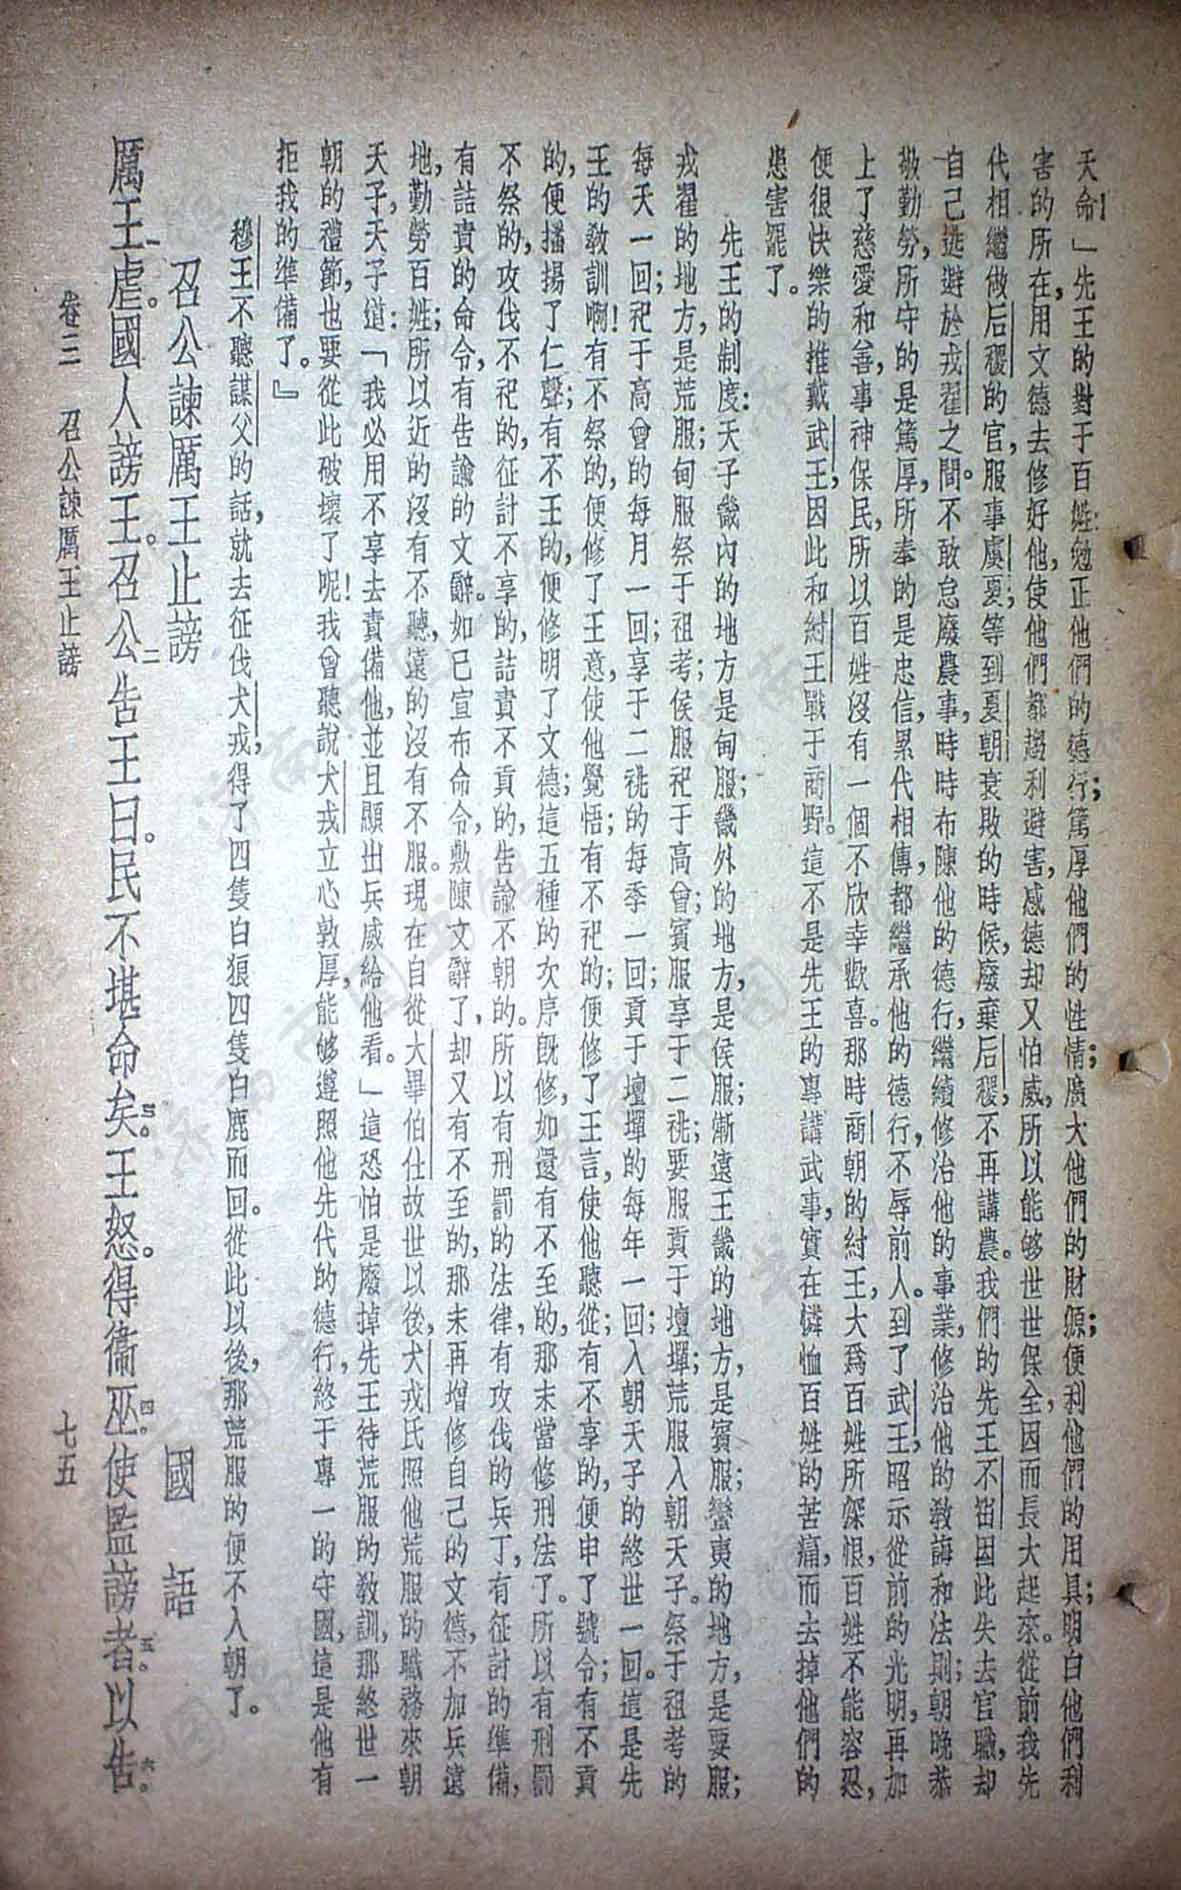 天命!」先王的對于百姓:勉正他們的德行;篤厚他們的性情;廣大他們的財源;便利他們的用具;明白他們利
害的所在,用文德去修好他,使他們都趨利避害,感德却又怕威,所以能够世世保全,因而長大起來。從前我先
代相繼做后稷的官,服事虞夏;等到夏朝衰敗的時候,廢棄后稷,不再講農。我們的先王不窋因此失去官職,却
自己逃避於戎翟之間。不敢怠廢農事,時時布陳他的德行,繼續修治他的事業,修治他的教誨和法則;朝晚恭
敬勤勞,所守的是篤厚,所奉的是忠信,累代相傳,都繼承他的德行,不辱前人。到了武王,昭示從前的光明,再加
上了慈愛和善,事神保民,所以百姓沒有一個不欣幸歡喜。那時商朝的紂王,大爲百姓所深恨,百姓不能容忍,
便很快樂的推戴武王,因此和紂王戰于商野。這不是先王的專講武事,實在憐恤百姓的苦痛,而去掉他們的
患害罷了。
先王的制度:天子畿內的地方是甸服;畿外的地方,是侯服;漸遠王畿的地方,是賓服;蠻夷的地方,是要服;
戎翟的地方,是荒服;甸服祭于祖考;侯服祀于高曾;賓服享于二祧;要服貢于壇墠;荒服入朝天子。祭于祖考的
每天一回;祀于高曾的每月一回;享于二祧的每季一回;貢于壇墠的每年一回;入朝天子的終世一回。這是先
王的教訓啊!有不祭的,便修了王意,使他覺悟;有不祀的;便修了王言,使他聽從;有不享的,便申了號令;有不貢
的,便播揚了仁聲;有不王的,便修明了文德;這五種的次序旣修,如還有不至的,那末當修刑法了。所以有刑罰
不祭的,攻伐不祀的,征討不享的,詰責不貢的,告諭不朝的。所以有刑罰的法律,有攻伐的兵丁,有征討的準備,
有詰責的命令,有告諭的文辭。如已宣布命令,敷陳文辭了,却又有不至的,那末再增修自己的文德,不加兵遠
地,勤勞百姓;所以近的沒有不聽,遠的沒有不服。現在自從大畢伯仕故世以後,犬戎氏照他荒服的職務來朝
天子,天子道:「我必用不享去責備他,並且顯出兵威給他看。」這恐怕是廢掉先王待荒服的教訓,那終世一
朝的禮節,也要從此破壞了呢!我曾聽說犬戎立心敦厚,能够遵照他先代的德行,終于專一的守國,這是他有
拒我的準備了。』
穆王不聽謀父的話,就去征伐犬戎,得了四隻白狼四隻白鹿而回。從此以後,那荒服的便不入朝了。
召公諫厲王止謗 國語
厲王虐一。國人謗王。召公二告王曰。民不堪命矣三。王怒。得衞巫四。使監謗者五。以告六。
卷三 召公諫厲王止謗 七五